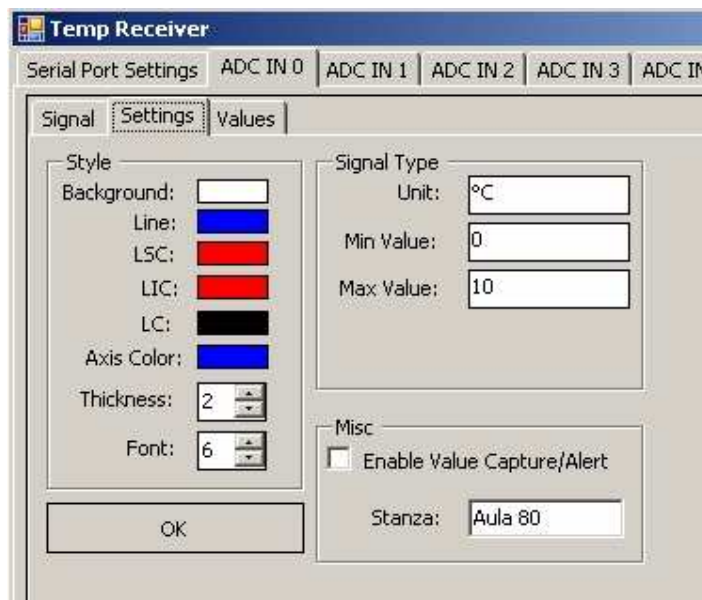 Temp Receiver
Serial Port Settings ADC IN 0 ADC IN 1 ADC IN 2 ADC IN 3 ADC IN
Signal Settings Values
Style
Background:
Line:
LSC:
LIC:
LC:
Axis Color:
Thickness: 2
Font: 6
OK
Signal Type
Unit: °C
Min Value: 0
Max Value: 10
Misc
Enable Value Capture/Alert
Stanza: Aula 80